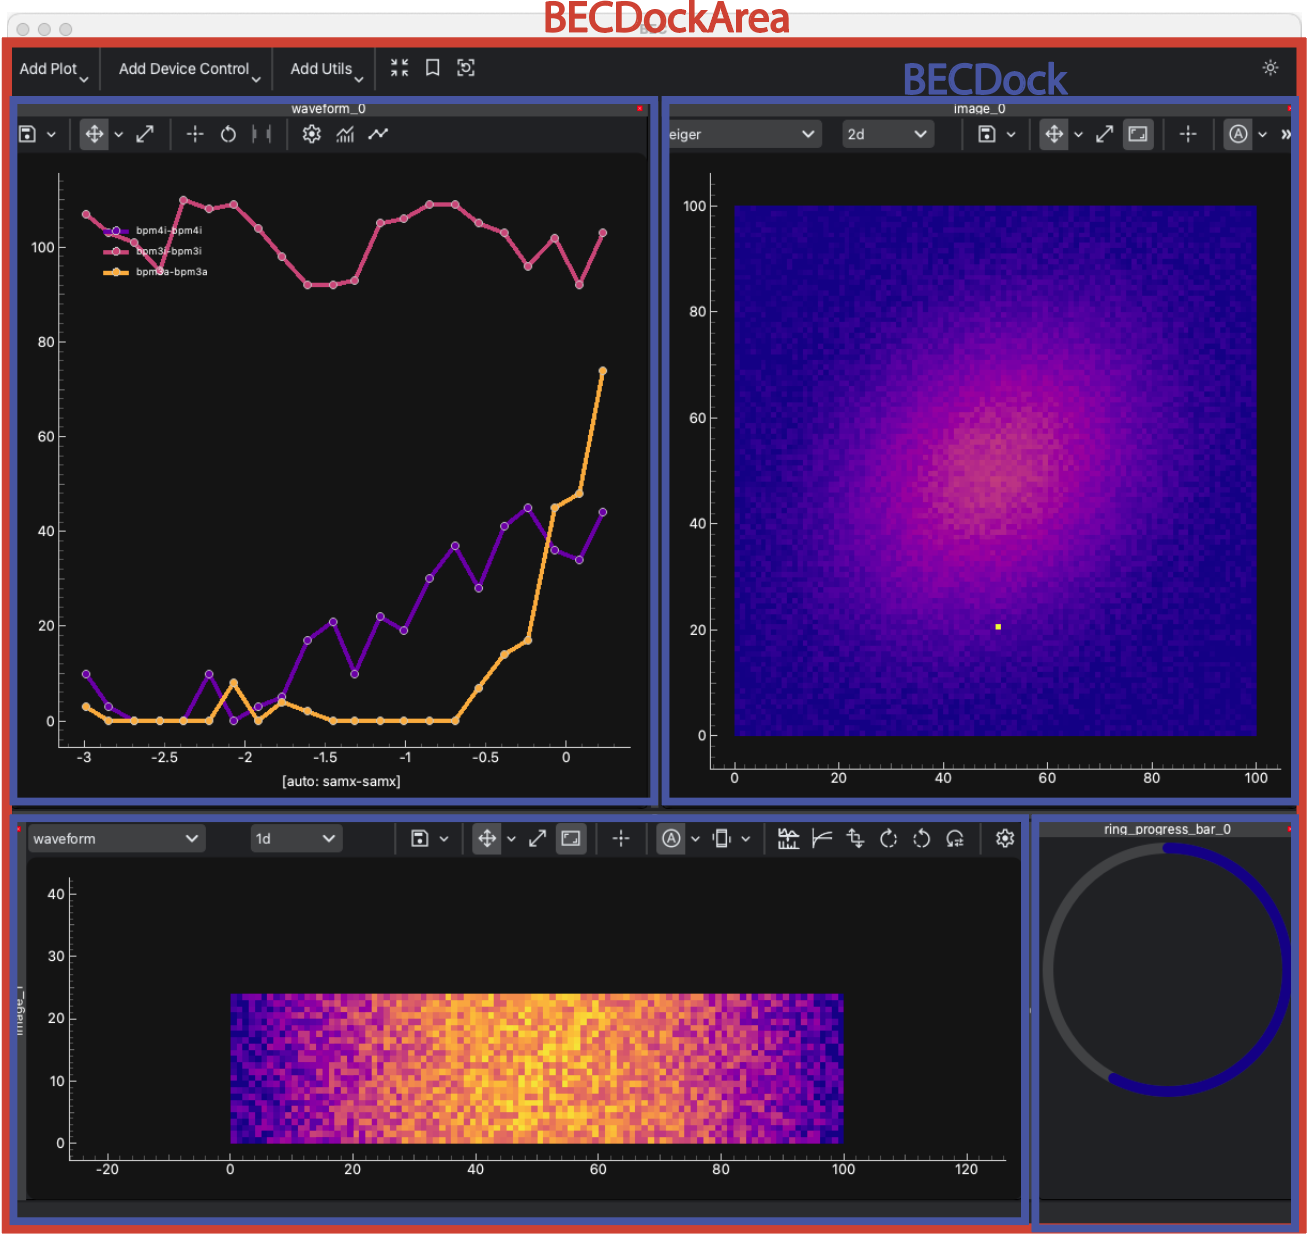 BECDockArea
BEC
Add Plot Add Device Control Add Utils
BECDock
waveform_0
image_0
eiger 2d A »
100
80
60
40
20
0
bpm4i-bpm4i
bpm3i-bpm3i
bpm3a-bpm3a
-3 -2.5 -2 -1.5 -1 -0.5 0
[auto: samx-samx]
100
80
60
40
20
0
0 20 40 60 80 100
waveform 1d A
ring_progress_bar_0
image_1
40
30
20
10
0
-20 0 20 40 60 80 100 120